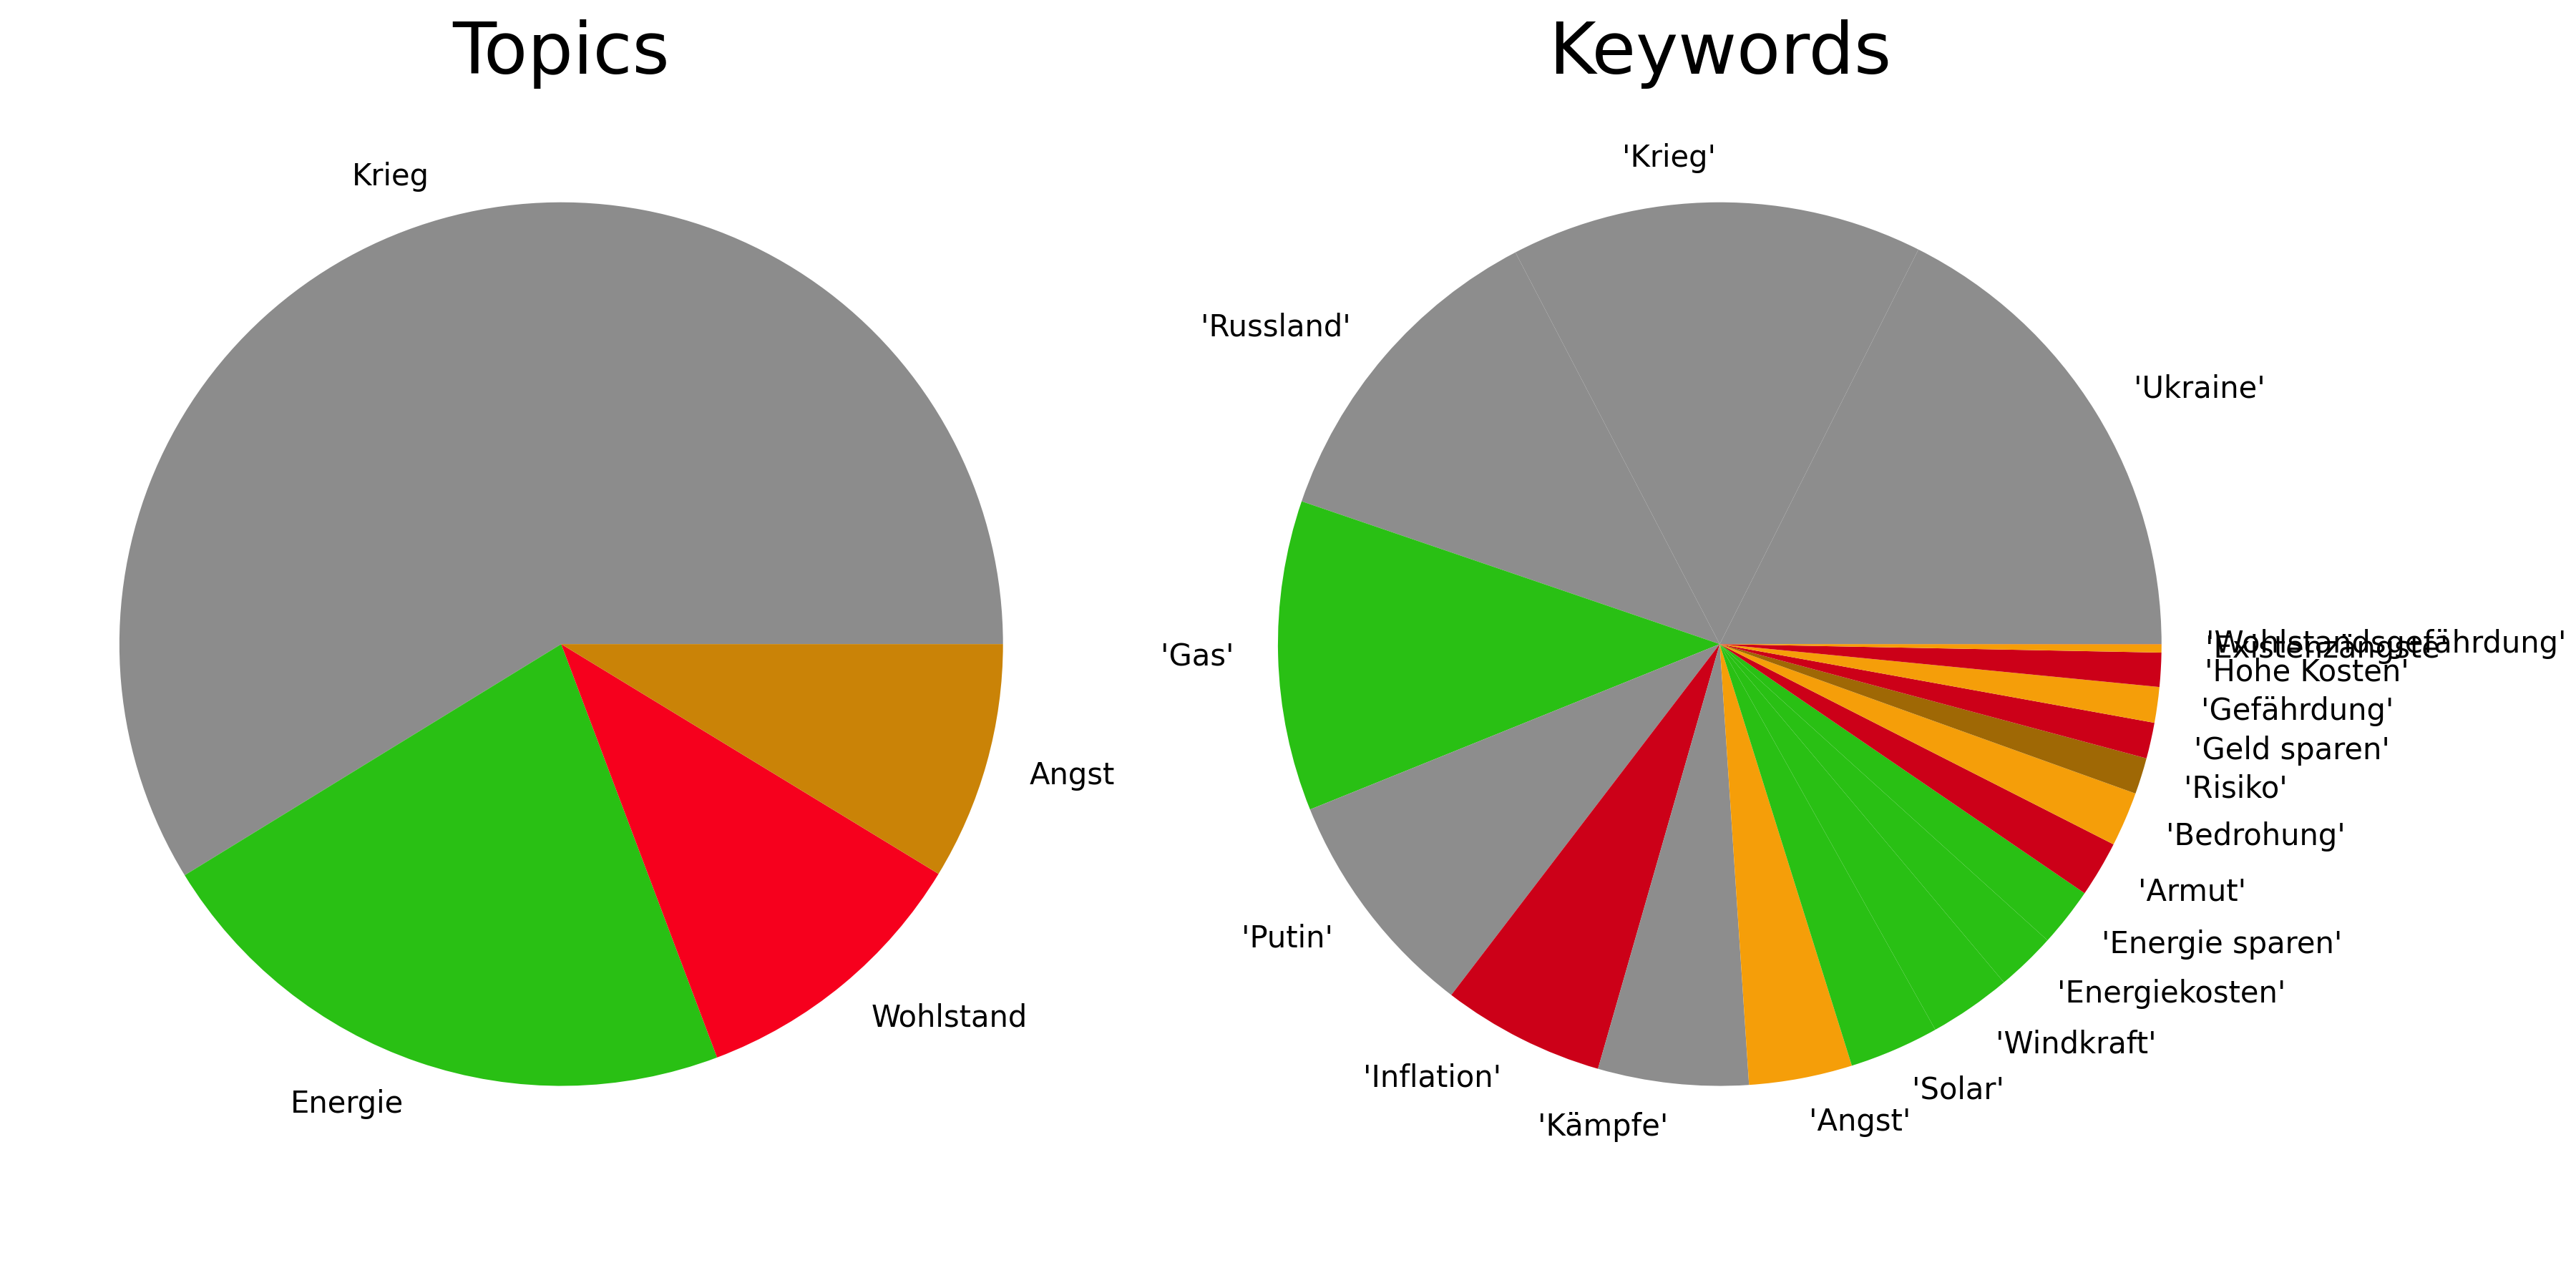 Topics
Krieg
Energie
Wohlstand
Angst
Keywords
'Krieg'
'Ukraine'
'Russland'
'Gas'
'Putin'
'Inflation'
'Kämpfe'
'Angst'
'Solar'
'Windkraft'
'Energiekosten'
'Energie sparen'
'Armut'
'Bedrohung'
'Risiko'
'Geld sparen'
'Gefährdung'
'Hohe Kosten'
'Existenzängste'
'Wohlstandsgefährdung'